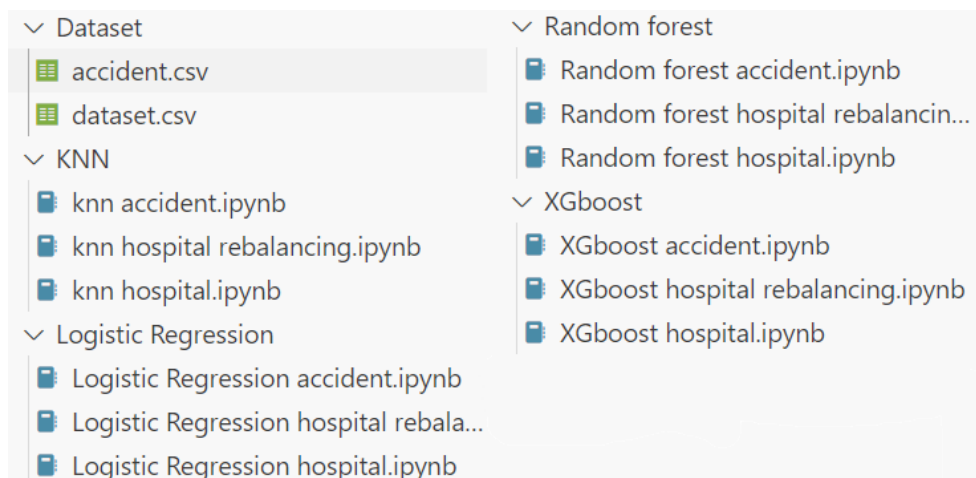 Dataset
accident.csv
dataset.csv
KNN
knn accident.ipynb
knn hospital rebalancing.ipynb
knn hospital.ipynb
Logistic Regression
Logistic Regression accident.ipynb
Logistic Regression hospital rebala...
Logistic Regression hospital.ipynb
Random forest
Random forest accident.ipynb
Random forest hospital rebalancin...
Random forest hospital.ipynb
XGboost
XGboost accident.ipynb
XGboost hospital rebalancing.ipynb
XGboost hospital.ipynb